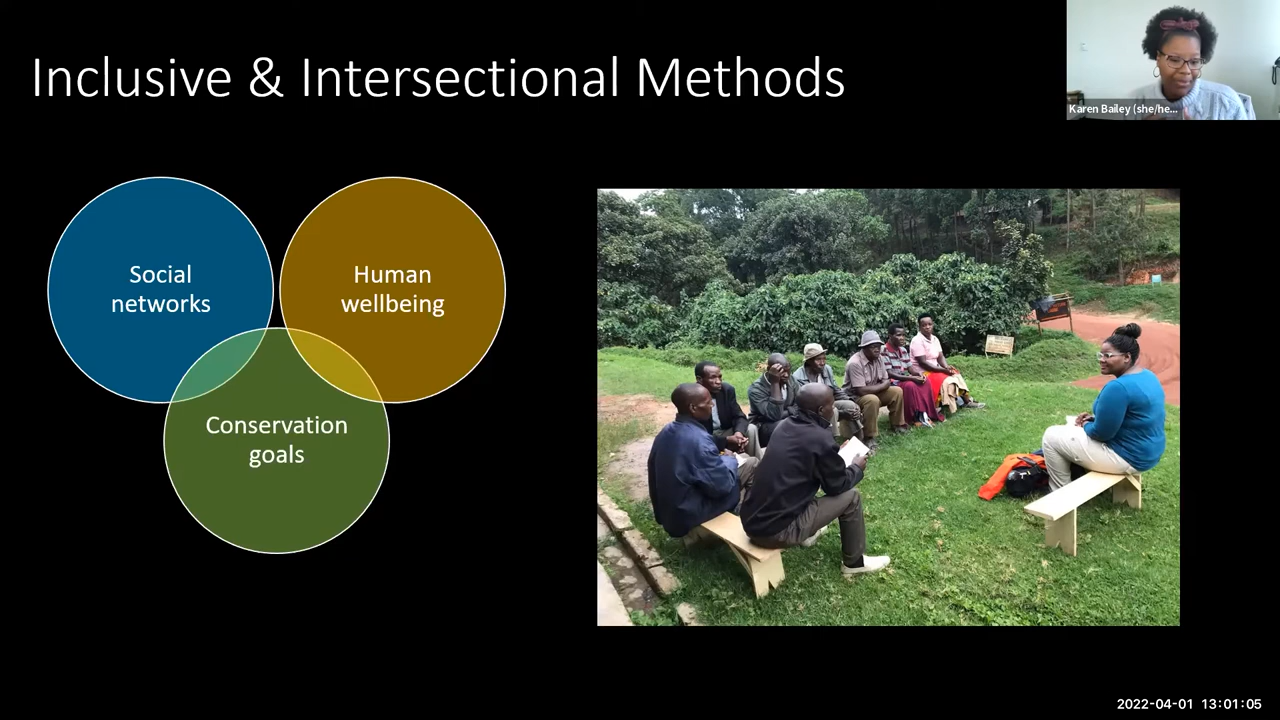 Inclusive & Intersectional Methods
Karen Bailey (she/he...
Social
networks
Human
wellbeing
Conservation
goals
2022-04-01 13:01:05